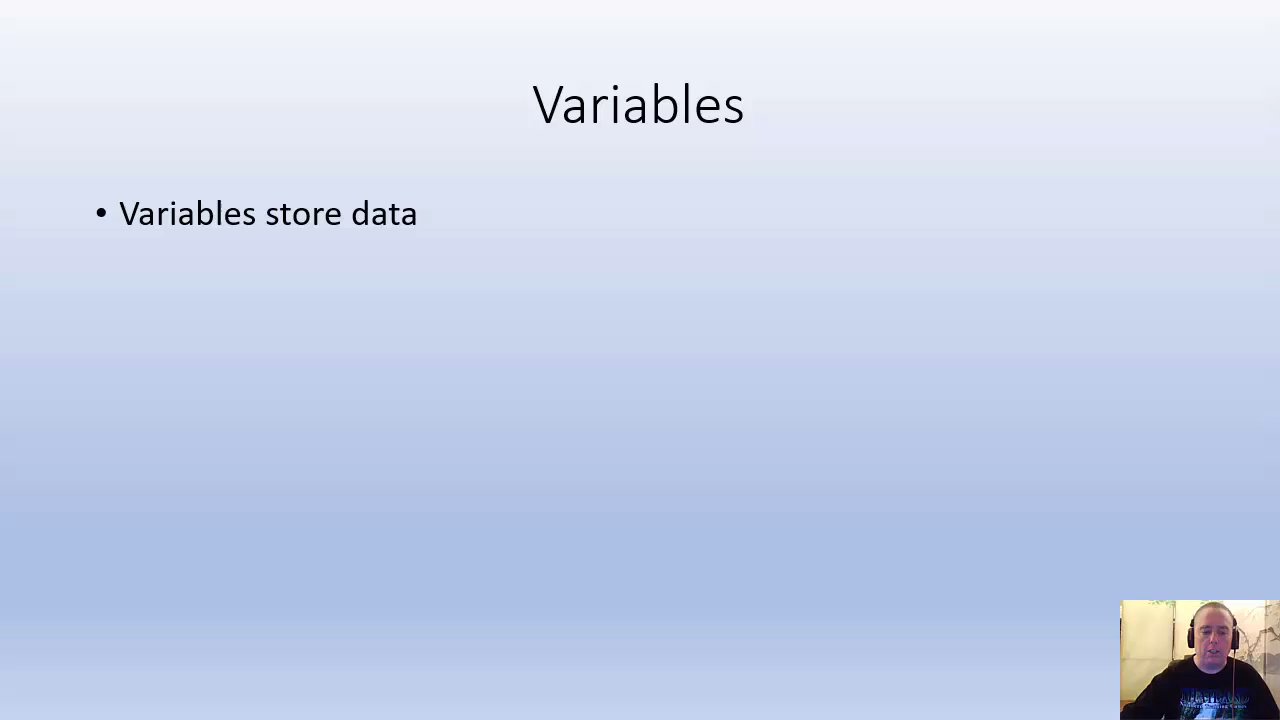 Variables
• Variables store data